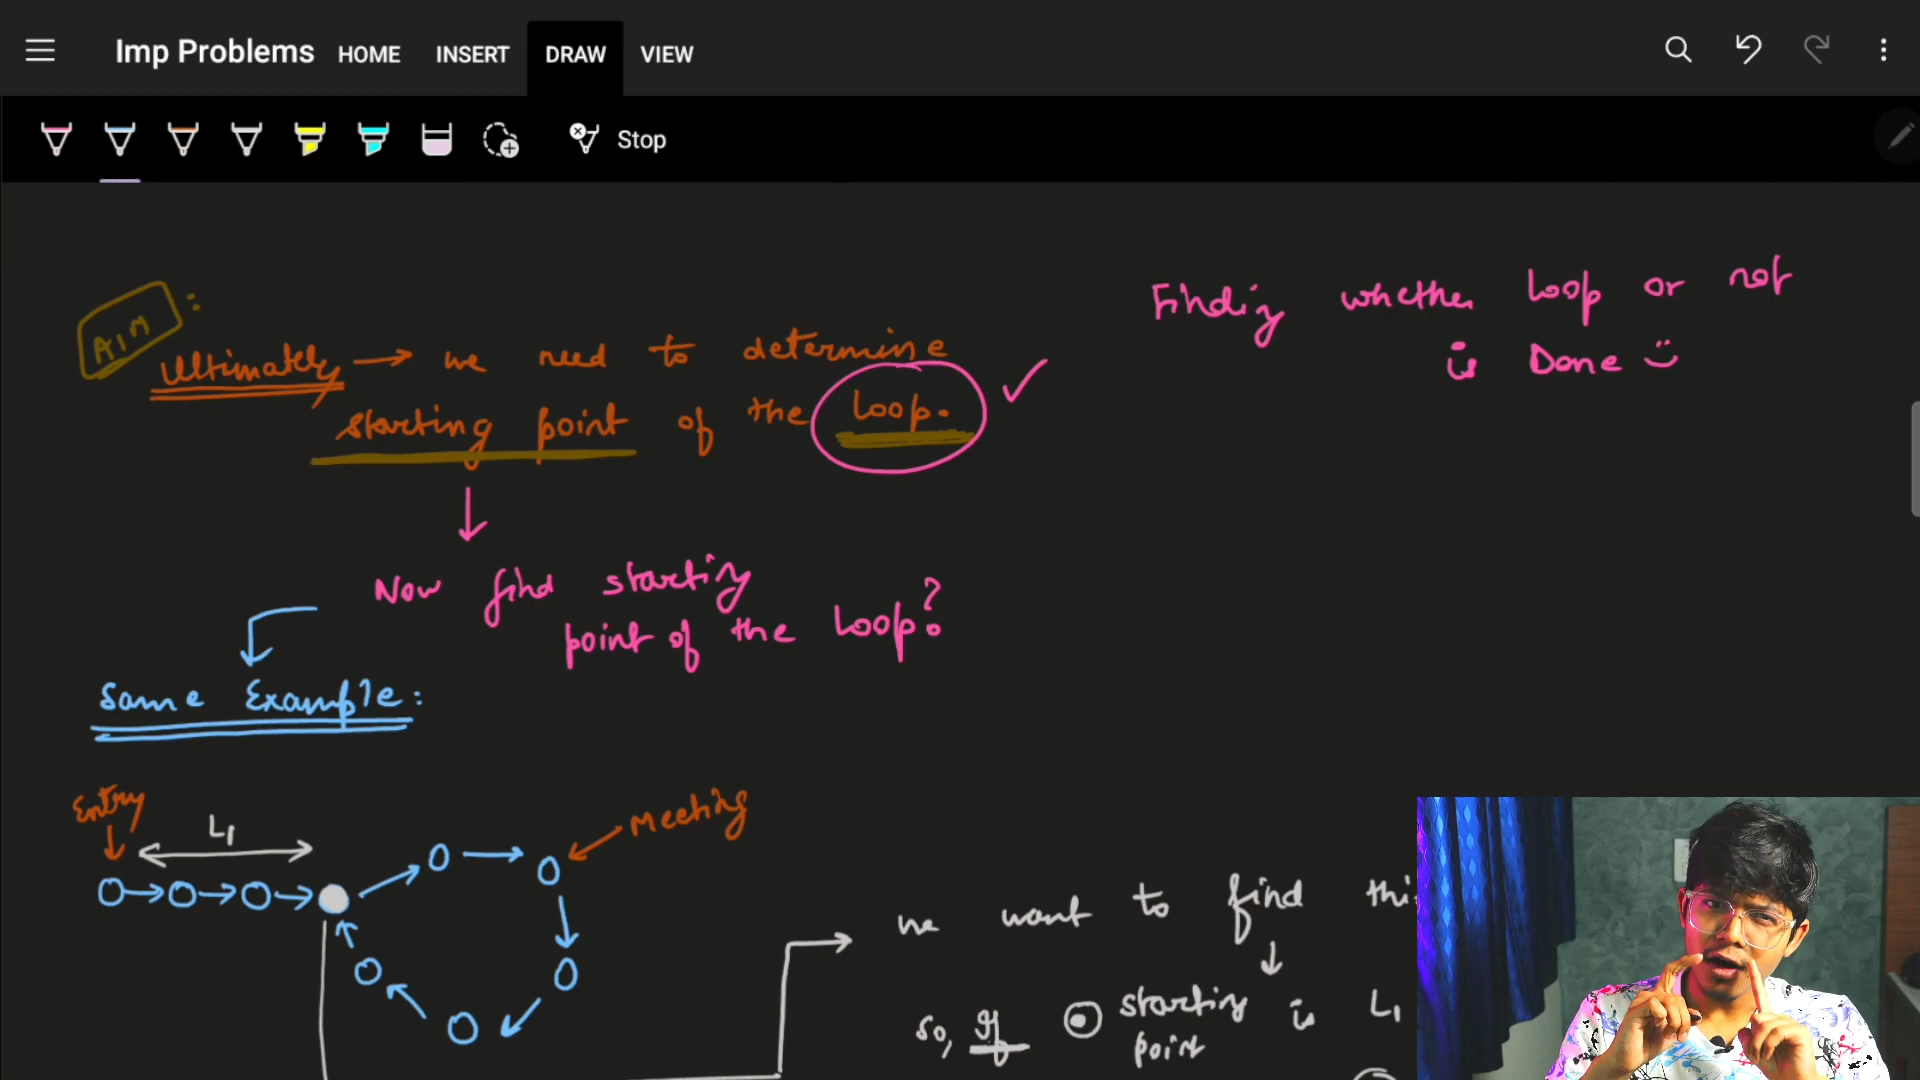 Imp Problems HOME INSERT DRAW VIEW
Stop
AIM :
Ultimately → we need to determine
starting point of the Loop.
Finding whether Loop or not
is Done
Now find starting
point of the Loop?
Same Example:
Entry
L1
Meeting
we want to find
so, if starting is L1
point